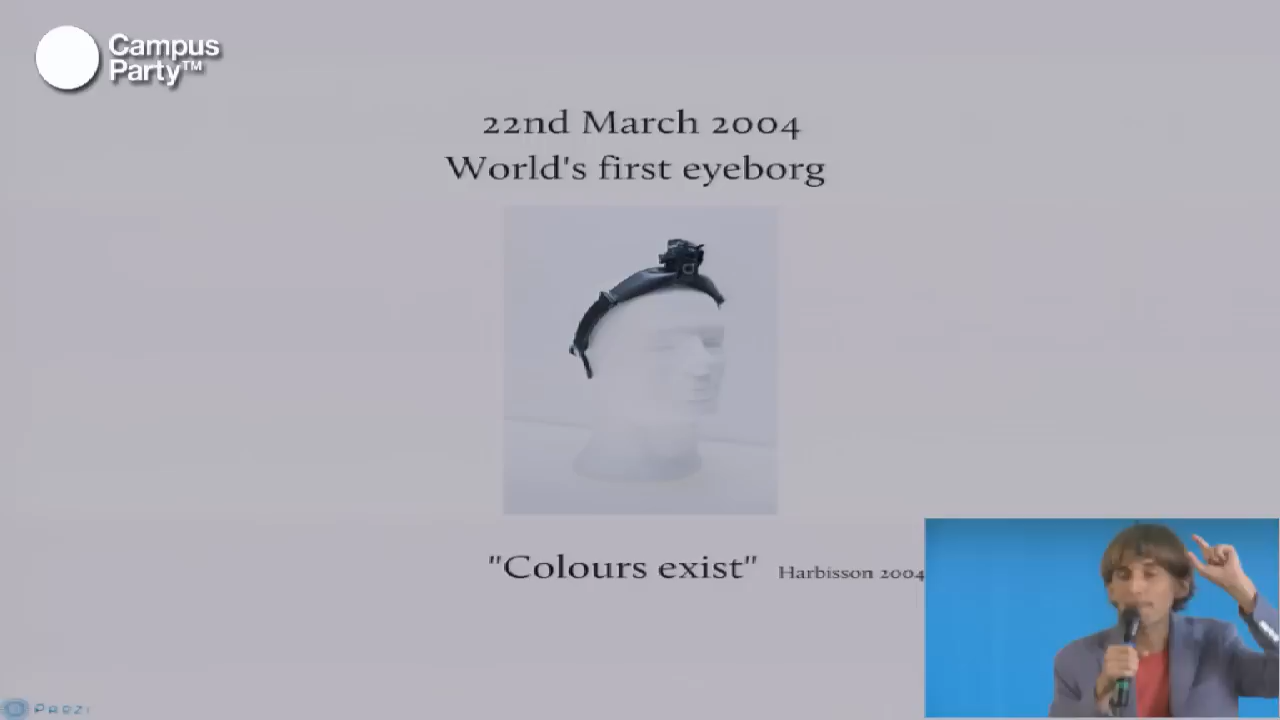 Campus
Party™
22nd March 2004
World's first eyeborg
"Colours exist" Harbisson 2004
Prezi